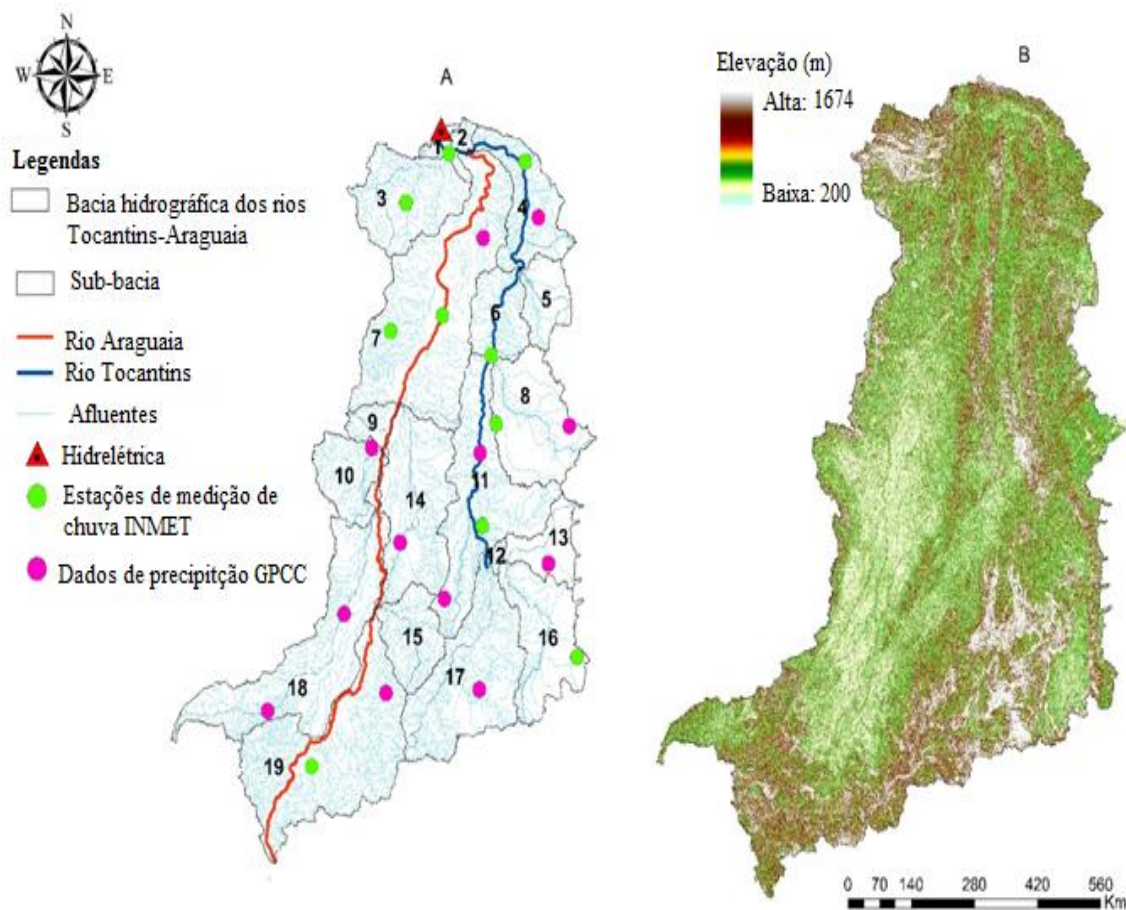 N
W E
S
Legendas
Bacia hidrográfica dos rios
Tocantins-Araguaia
Sub-bacia
Rio Araguaia
Rio Tocantins
Afluentes
Hidrelétrica
Estações de medição de
chuva INMET
Dados de precipitção GPCC
A
1
2
3
4
5
6
7
8
9
10
11
12
13
14
15
16
17
18
19
B
Elevação (m)
Alta: 1674
Baixa: 200
0 70 140 280 420 560
Km